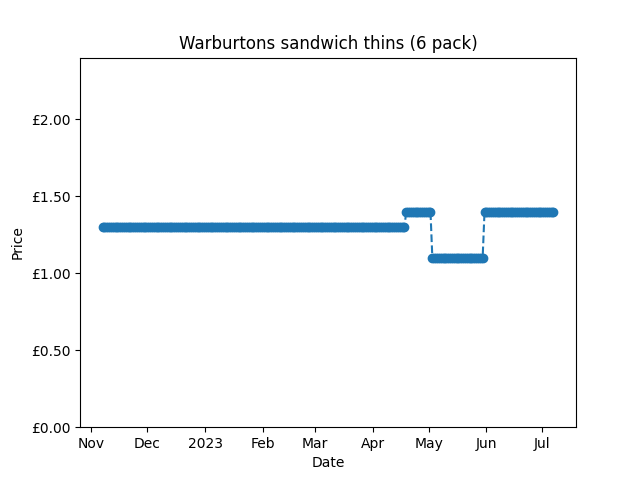 Warburtons sandwich thins (6 pack)
£2.00
£1.50
£1.00
£0.50
£0.00
Price
Nov Dec 2023 Feb Mar Apr May Jun Jul
Date